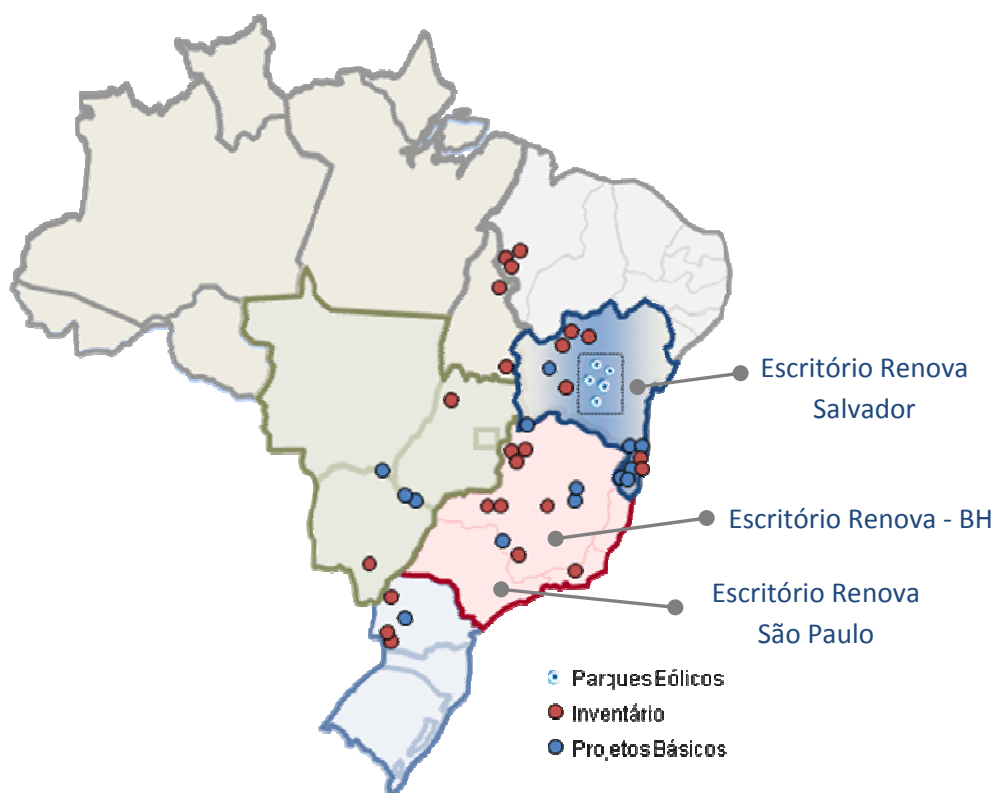 Escritório Renova
Salvador
Escritório Renova - BH
Escritório Renova
São Paulo
Parques Eólicos
Inventário
Projetos Básicos